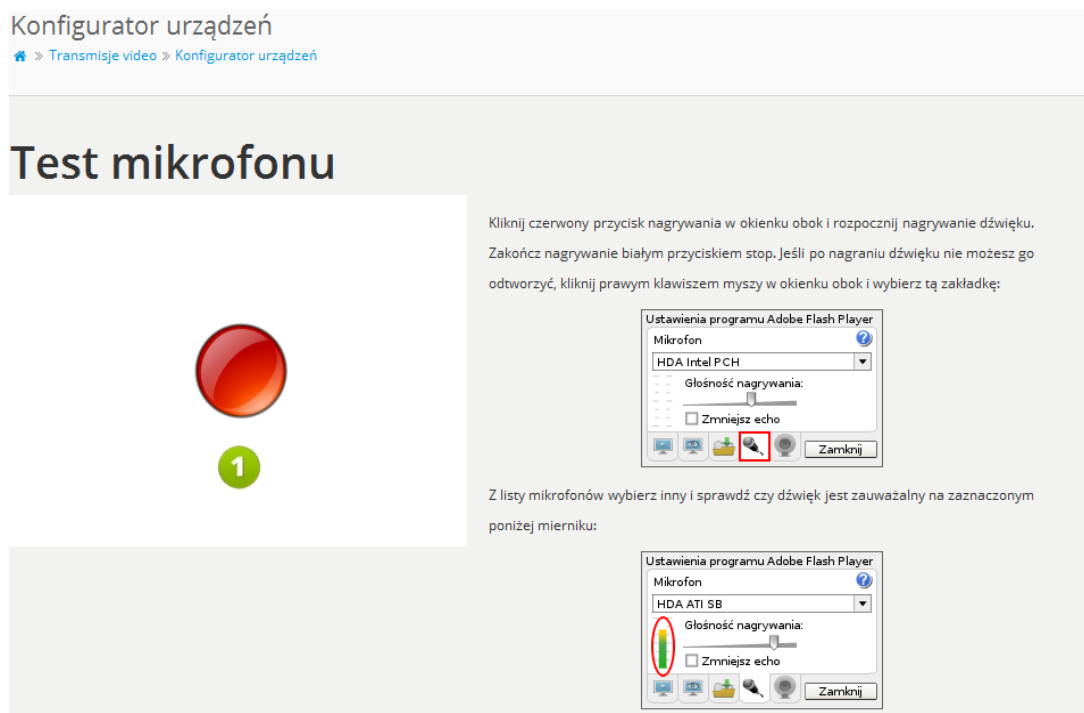 Konfigurator urządzeń
» Transmisje video » Konfigurator urządzeń
Test mikrofonu
Kliknij czerwony przycisk nagrywania w okienku obok i rozpocznij nagrywanie dźwięku.
Zakończ nagrywanie białym przyciskiem stop. Jeśli po nagraniu dźwięku nie możesz go
odtworzyć, kliknij prawym klawiszem myszy w okienku obok i wybierz tą zakładkę:
Ustawienia programu Adobe Flash Player
Mikrofon
HDA Intel PCH
Głośność nagrywania:
Zmniejsz echo
Zamknij
1
Z listy mikrofonów wybierz inny i sprawdź czy dźwięk jest zauważalny na zaznaczonym
poniżej mierniku:
Ustawienia programu Adobe Flash Player
Mikrofon
HDA ATI SB
Głośność nagrywania:
Zmniejsz echo
Zamknij